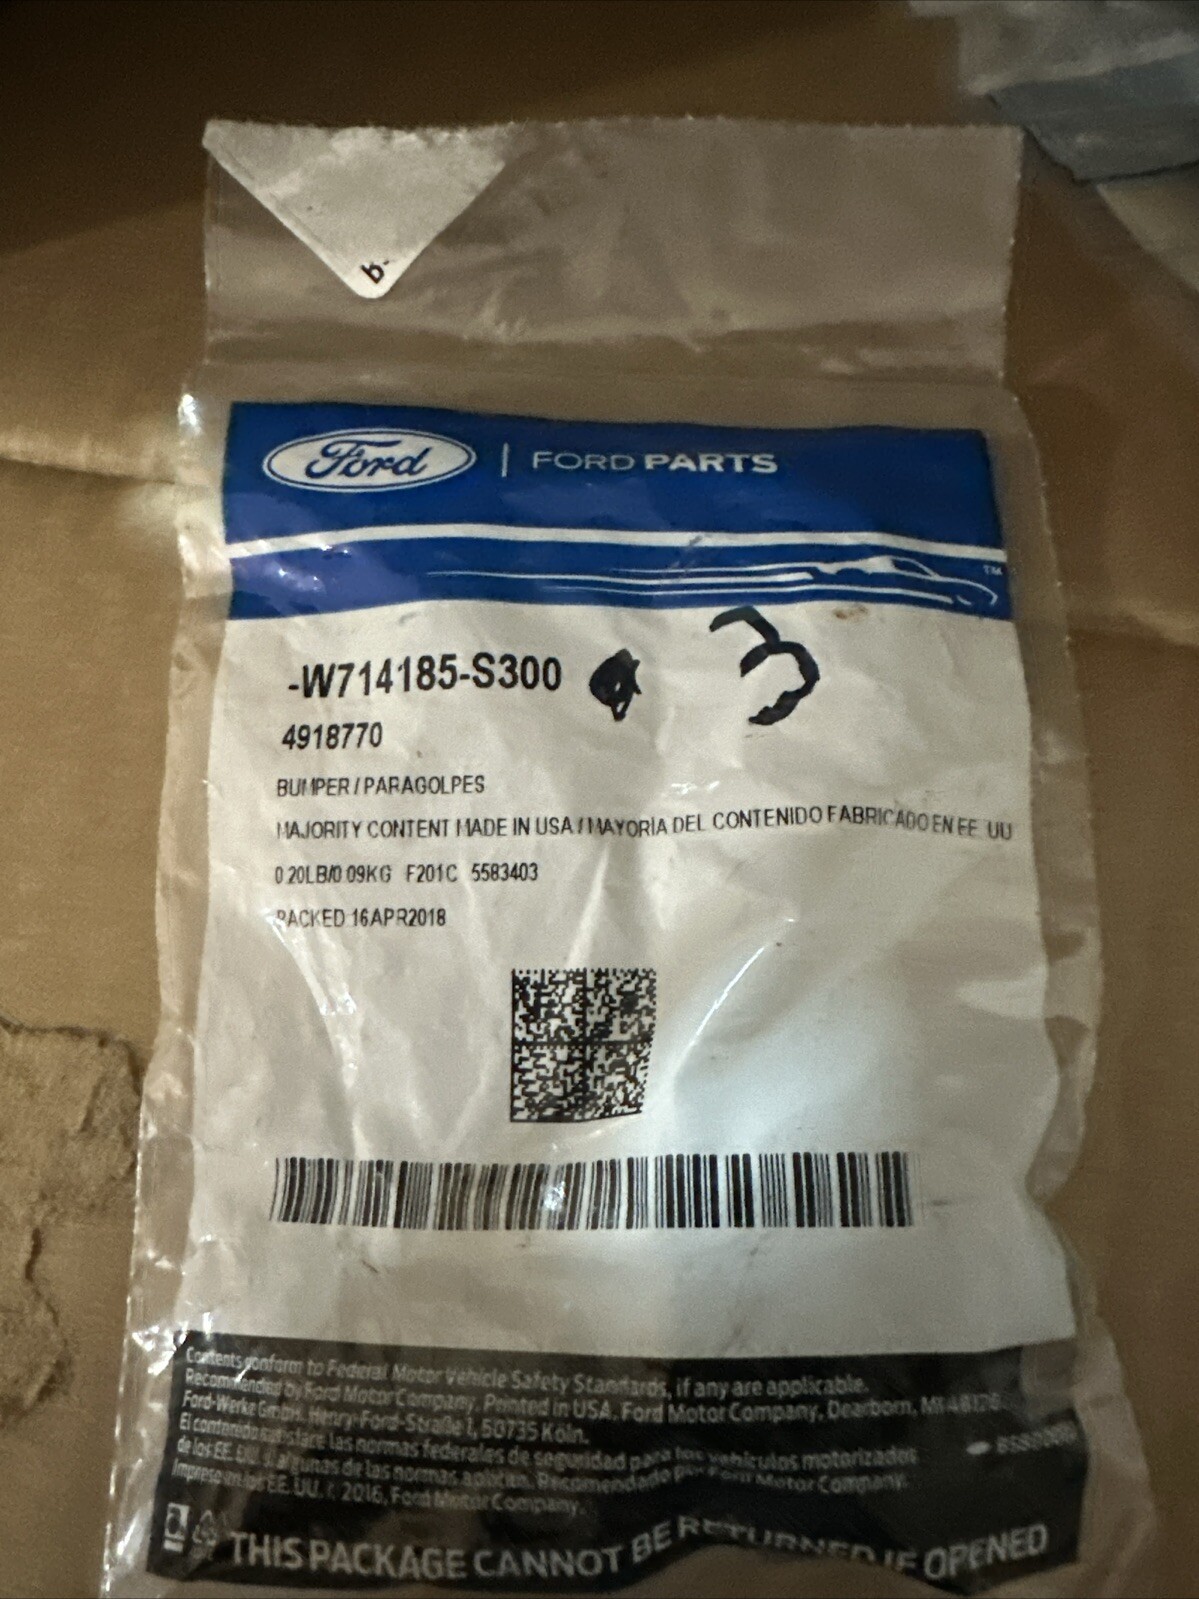 Ford | FORD PARTS
TM
-W714185-S300 3
4918770
BUMPER / PARAGOLPES
MAJORITY CONTENT MADE IN USA / MAYORIA DEL CONTENIDO FABRICADO EN EE UU
0.20LB/0.09KG F201C 5583403
PACKED 16APR2018
Contents conform to Federal Motor Vehicle Safety Standards, if any are applicable.
Recommended by Ford Motor Company. Printed in USA, Ford Motor Company, Dearborn, MI 48126
Ford-Werke GmbH, Henry-Ford-Straße 1, 50735 Köln.
El contenido satisface las normas federales de seguridad para los vehículos motorizados
de los EE. UU. si algunas de las normas aplican. Recomendado por Ford Motor Company.
Impreso en los EE. UU. © 2016, Ford Motor Company.
THIS PACKAGE CANNOT BE RETURNED IF OPENED